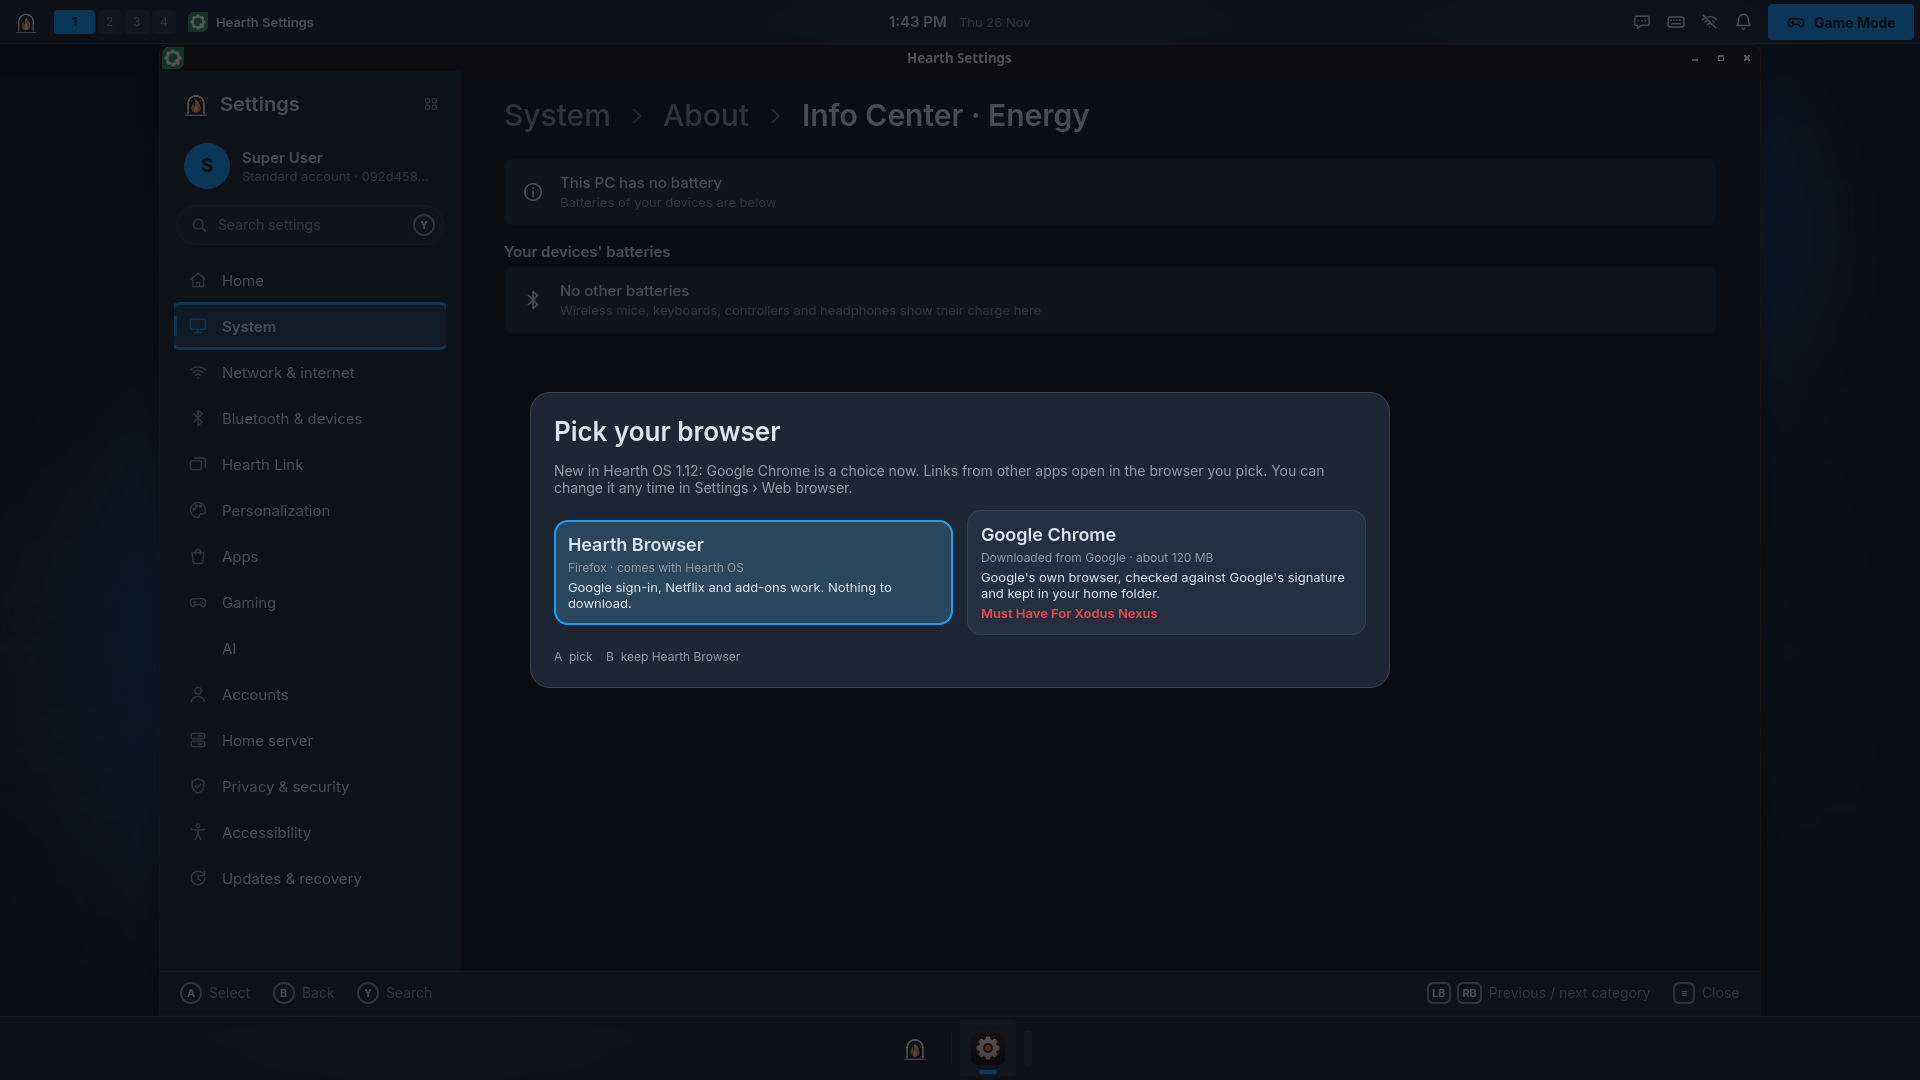 1 2 3 4 Hearth Settings
1:43 PM Thu 26 Nov
Game Mode
Hearth Settings
Settings
S
Super User
Standard account · 092d458...
Search settings Y
Home
System
Network & internet
Bluetooth & devices
Hearth Link
Personalization
Apps
Gaming
AI
Accounts
Home server
Privacy & security
Accessibility
Updates & recovery
System > About > Info Center · Energy
This PC has no battery
Batteries of your devices are below
Your devices' batteries
No other batteries
Wireless mice, keyboards, controllers and headphones show their charge here
Pick your browser
New in Hearth OS 1.12: Google Chrome is a choice now. Links from other apps open in the browser you pick. You can
change it any time in Settings › Web browser.
Hearth Browser
Firefox · comes with Hearth OS
Google sign-in, Netflix and add-ons work. Nothing to
download.
Google Chrome
Downloaded from Google · about 120 MB
Google's own browser, checked against Google's signature
and kept in your home folder.
Must Have For Xodus Nexus
A pick B keep Hearth Browser
A Select B Back Y Search
LB RB Previous / next category ≡ Close